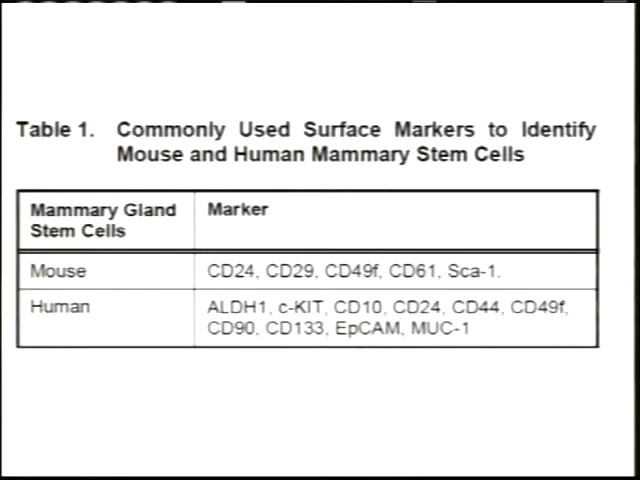 Table 1. Commonly Used Surface Markers to Identify
Mouse and Human Mammary Stem Cells
Mammary Gland Stem Cells
Marker
Mouse
CD24, CD29, CD49f, CD61, Sca-1.
Human
ALDH1, c-KIT, CD10, CD24, CD44, CD49f,
CD90, CD133, EpCAM, MUC-1